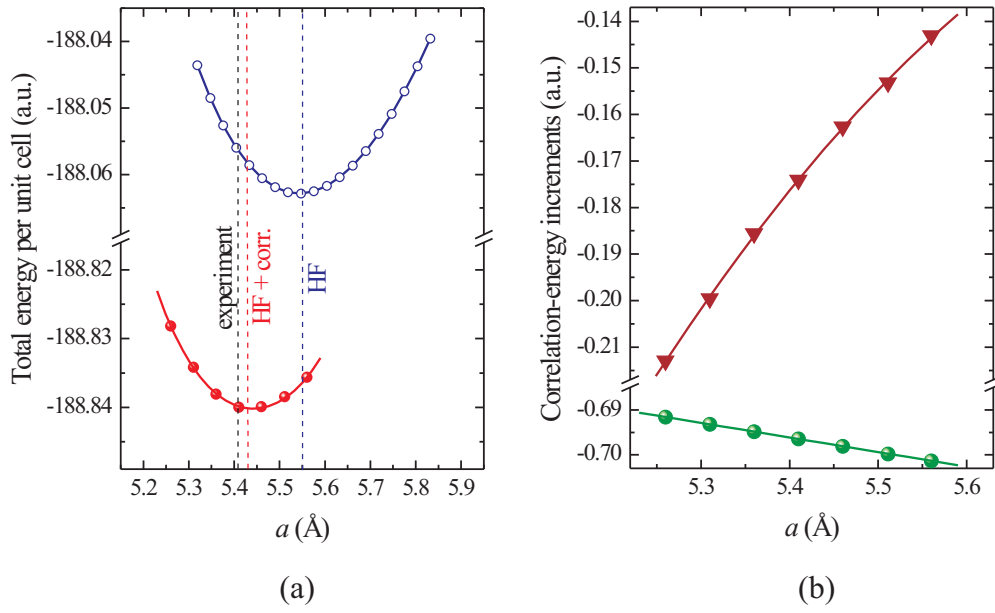 Total energy per unit cell (a.u.)
-188.04
-188.05
-188.06
-188.82
-188.83
-188.84
experiment
HF + corr.
HF
5.2 5.3 5.4 5.5 5.6 5.7 5.8 5.9
a (Å)
(a)
Correlation-energy increments (a.u.)
-0.14
-0.15
-0.16
-0.17
-0.18
-0.19
-0.20
-0.21
-0.69
-0.70
5.3 5.4 5.5 5.6
a (Å)
(b)